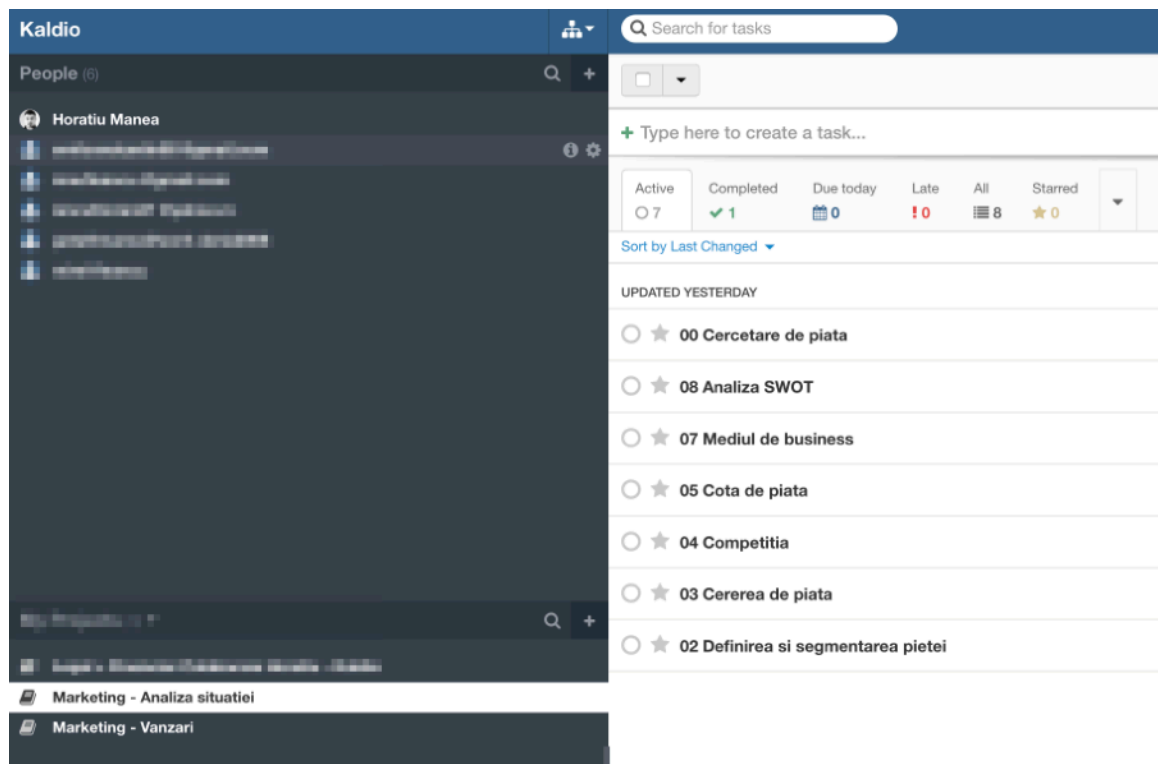 Kaldio
People (6)
Horatiu Manea
Marketing - Analiza situatiei
Marketing - Vanzari
Search for tasks
+ Type here to create a task...
Active Completed Due today Late All Starred
7 1 0 0 8 0
Sort by Last Changed
UPDATED YESTERDAY
00 Cercetare de piata
08 Analiza SWOT
07 Mediul de business
05 Cota de piata
04 Competitia
03 Cererea de piata
02 Definirea si segmentarea pietei